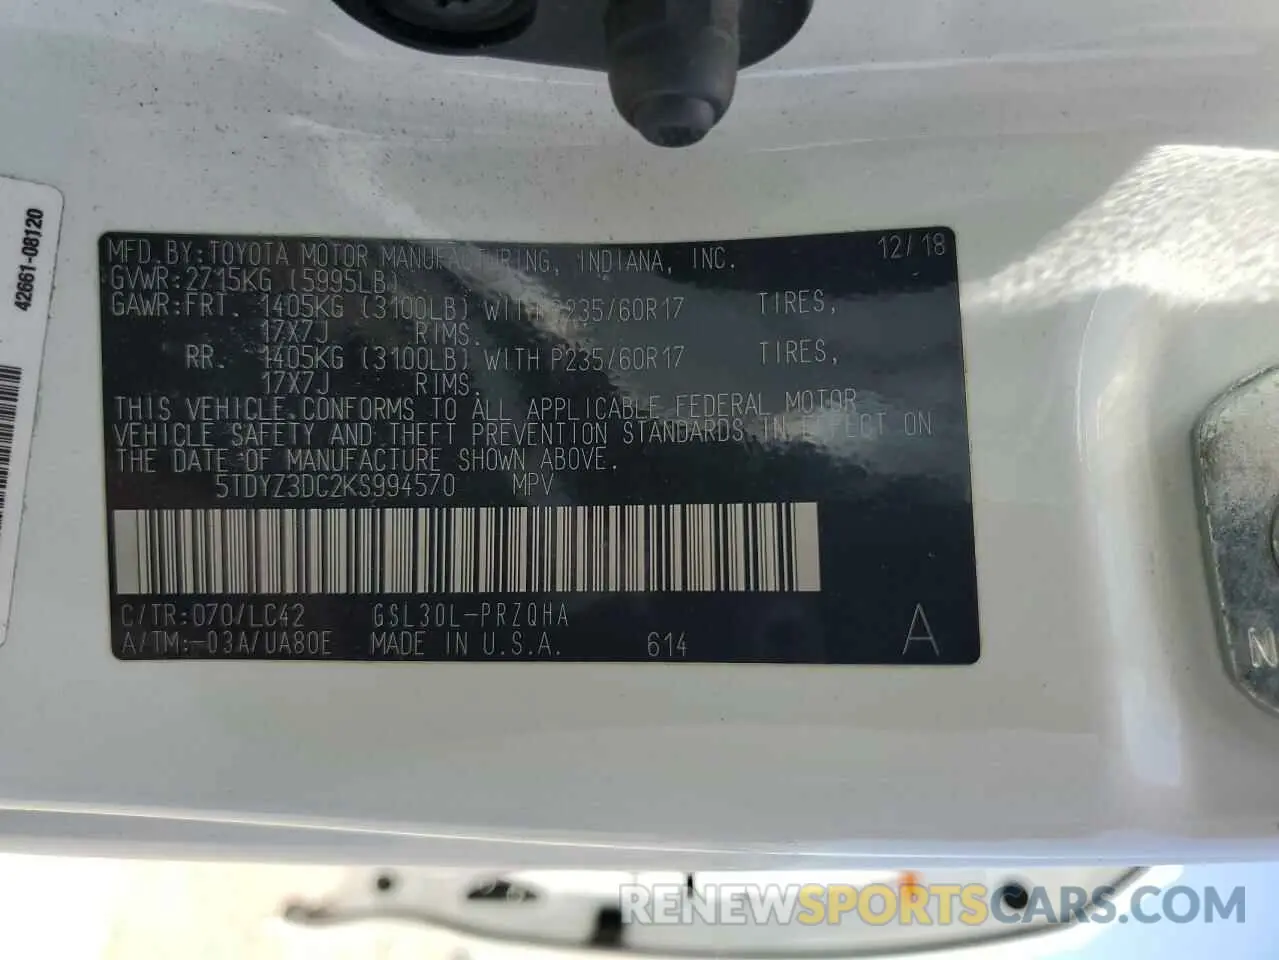 42661-08120
MFD.BY:TOYOTA MOTOR MANUFACTURING, INDIANA, INC. 12/18
GVWR:2715KG (5995LB)
GAWR:FRT. 1405KG (3100LB) WITH P235/60R17 TIRES,
17X7J RIMS.
RR. 1405KG (3100LB) WITH P235/60R17 TIRES,
17X7J RIMS.
THIS VEHICLE CONFORMS TO ALL APPLICABLE FEDERAL MOTOR
VEHICLE SAFETY AND THEFT PREVENTION STANDARDS IN EFFECT ON
THE DATE OF MANUFACTURE SHOWN ABOVE.
5TDYZ3DC2KS994570 MPV
C/TR:070/LC42 GSL30L-PRZQHA
A/TM:-03A/UA80E MADE IN U.S.A. 614 A
N
RENEWSPORTSCARS.COM